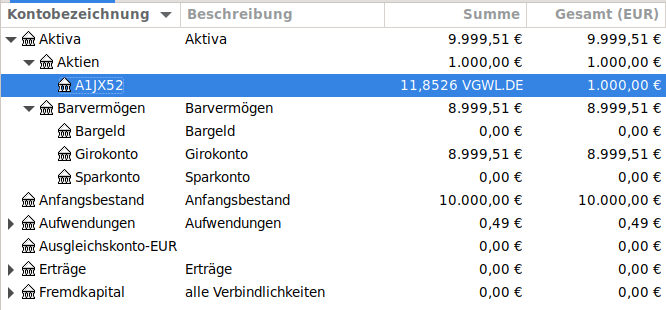 Kontobezeichnung Beschreibung Summe Gesamt (EUR)
Aktiva Aktiva 9.999,51 € 9.999,51 €
Aktien 1.000,00 € 1.000,00 €
A1JX52 11,8526 VGWL.DE 1.000,00 €
Barvermögen Barvermögen 8.999,51 € 8.999,51 €
Bargeld Bargeld 0,00 € 0,00 €
Girokonto Girokonto 8.999,51 € 8.999,51 €
Sparkonto Sparkonto 0,00 € 0,00 €
Anfangsbestand Anfangsbestand 10.000,00 € 10.000,00 €
Aufwendungen Aufwendungen 0,49 € 0,49 €
Ausgleichskonto-EUR 0,00 € 0,00 €
Erträge Erträge 0,00 € 0,00 €
Fremdkapital alle Verbindlichkeiten 0,00 € 0,00 €